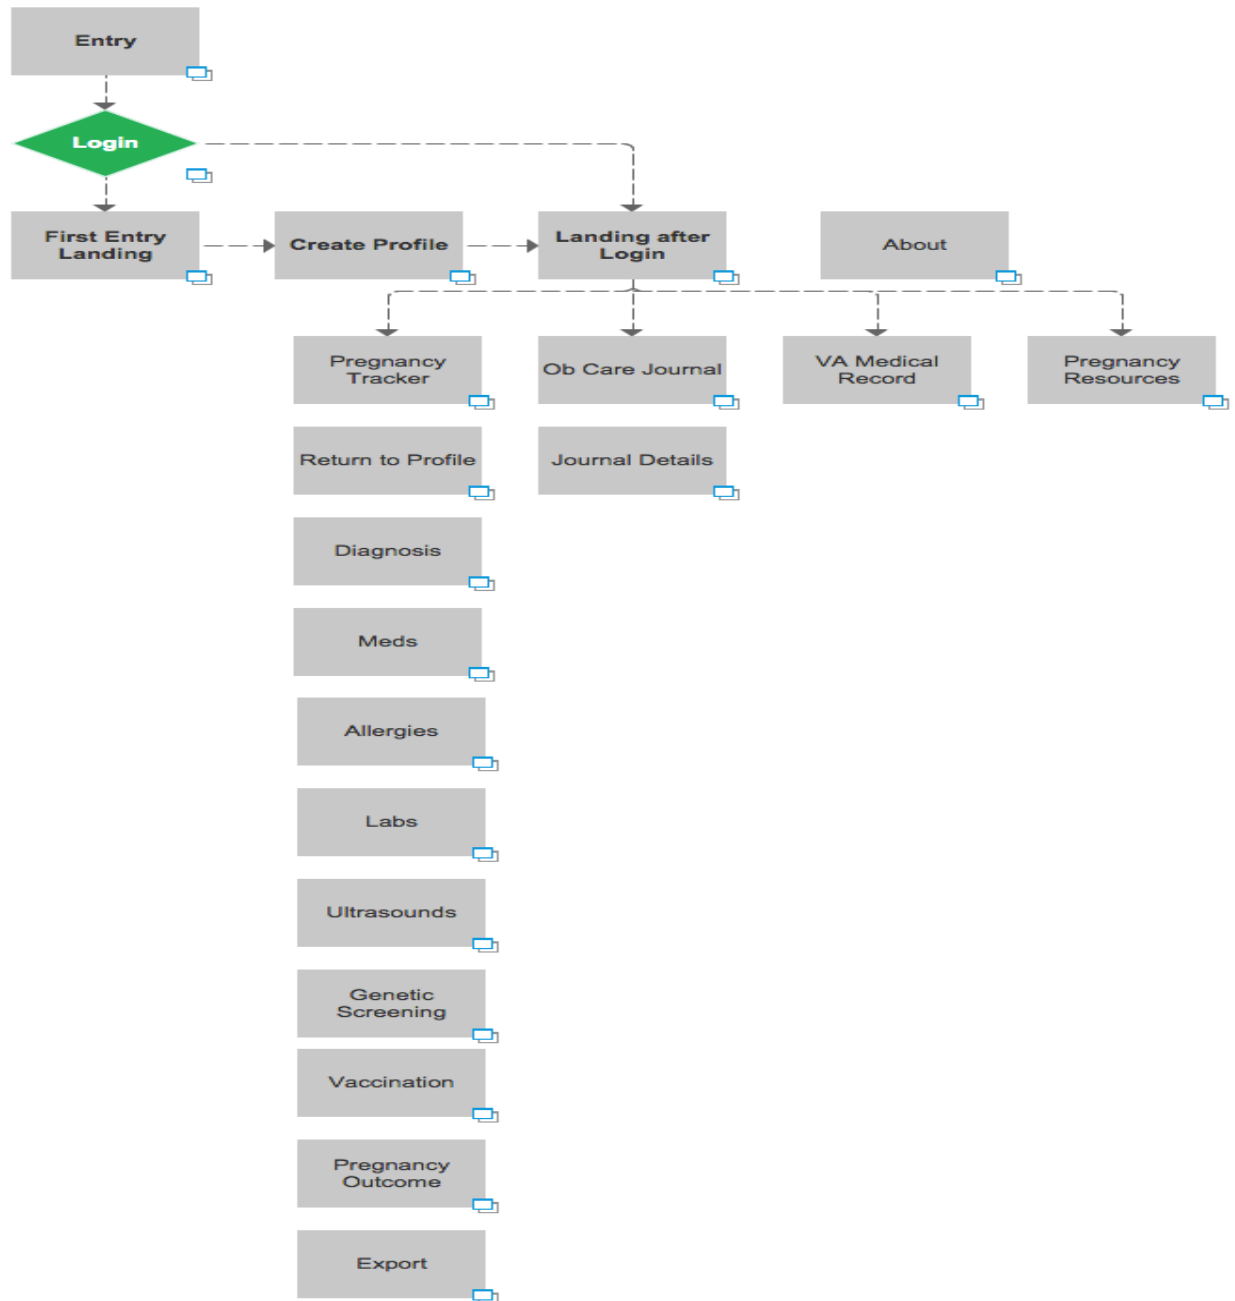 Entry
Login
First Entry
Landing
Create Profile
Landing after
Login
About
Pregnancy
Tracker
Ob Care Journal
VA Medical
Record
Pregnancy
Resources
Return to Profile
Journal Details
Diagnosis
Meds
Allergies
Labs
Ultrasounds
Genetic
Screening
Vaccination
Pregnancy
Outcome
Export